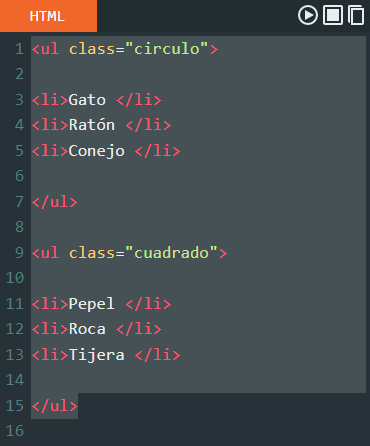 HTML
1 <ul class="circulo">
2
3 <li>Gato </li>
4 <li>Ratón </li>
5 <li>Conejo </li>
6
7 </ul>
8
9 <ul class="cuadrado">
10
11 <li>Pepel </li>
12 <li>Roca </li>
13 <li>Tijera </li>
14
15 </ul>
16